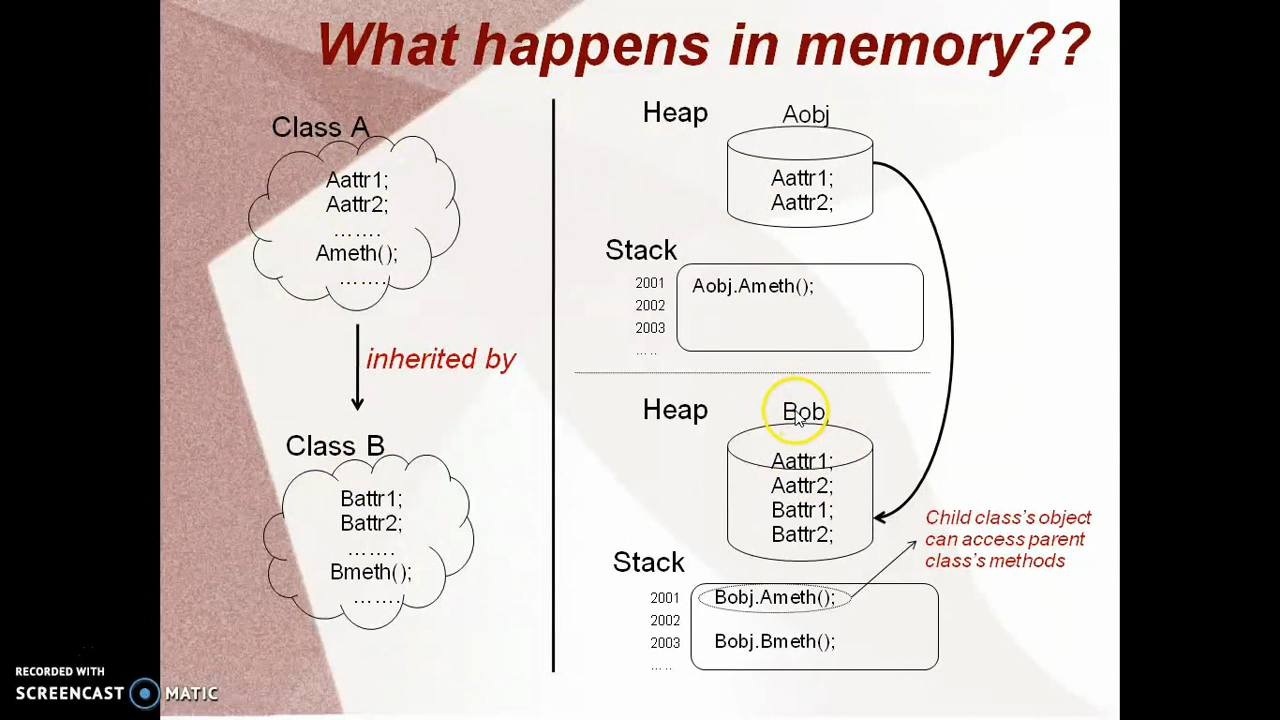 What happens in memory??
Class A
Aattr1;
Aattr2;
…….
Ameth();
…….
inherited by
Class B
Battr1;
Battr2;
…….
Bmeth();
…….
Heap
Aobj
Aattr1;
Aattr2;
Stack
2001
Aobj.Ameth();
2002
2003
…..
Heap
Bob
Aattr1;
Aattr2;
Battr1;
Battr2;
Child class's object
can access parent
class's methods
Stack
2001
Bobj.Ameth();
2002
2003
Bobj.Bmeth();
…..
RECORDED WITH
SCREENCAST MATIC